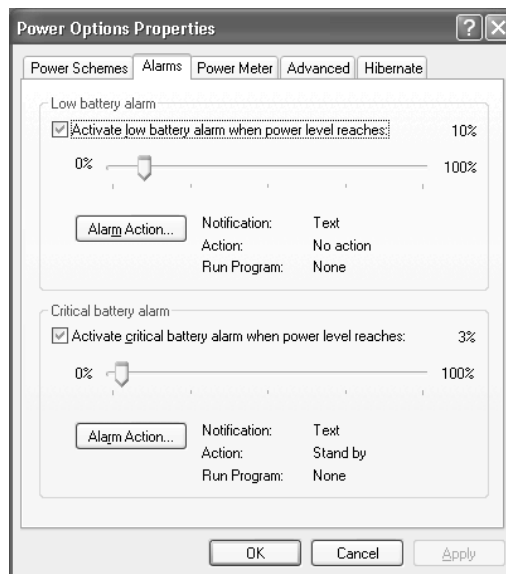 Power Options Properties
Power Schemes Alarms Power Meter Advanced Hibernate
Low battery alarm
Activate low battery alarm when power level reaches: 10%
0% 100%
Alarm Action... Notification: Text
Action: No action
Run Program: None
Critical battery alarm
Activate critical battery alarm when power level reaches: 3%
0% 100%
Alarm Action... Notification: Text
Action: Stand by
Run Program: None
OK Cancel Apply